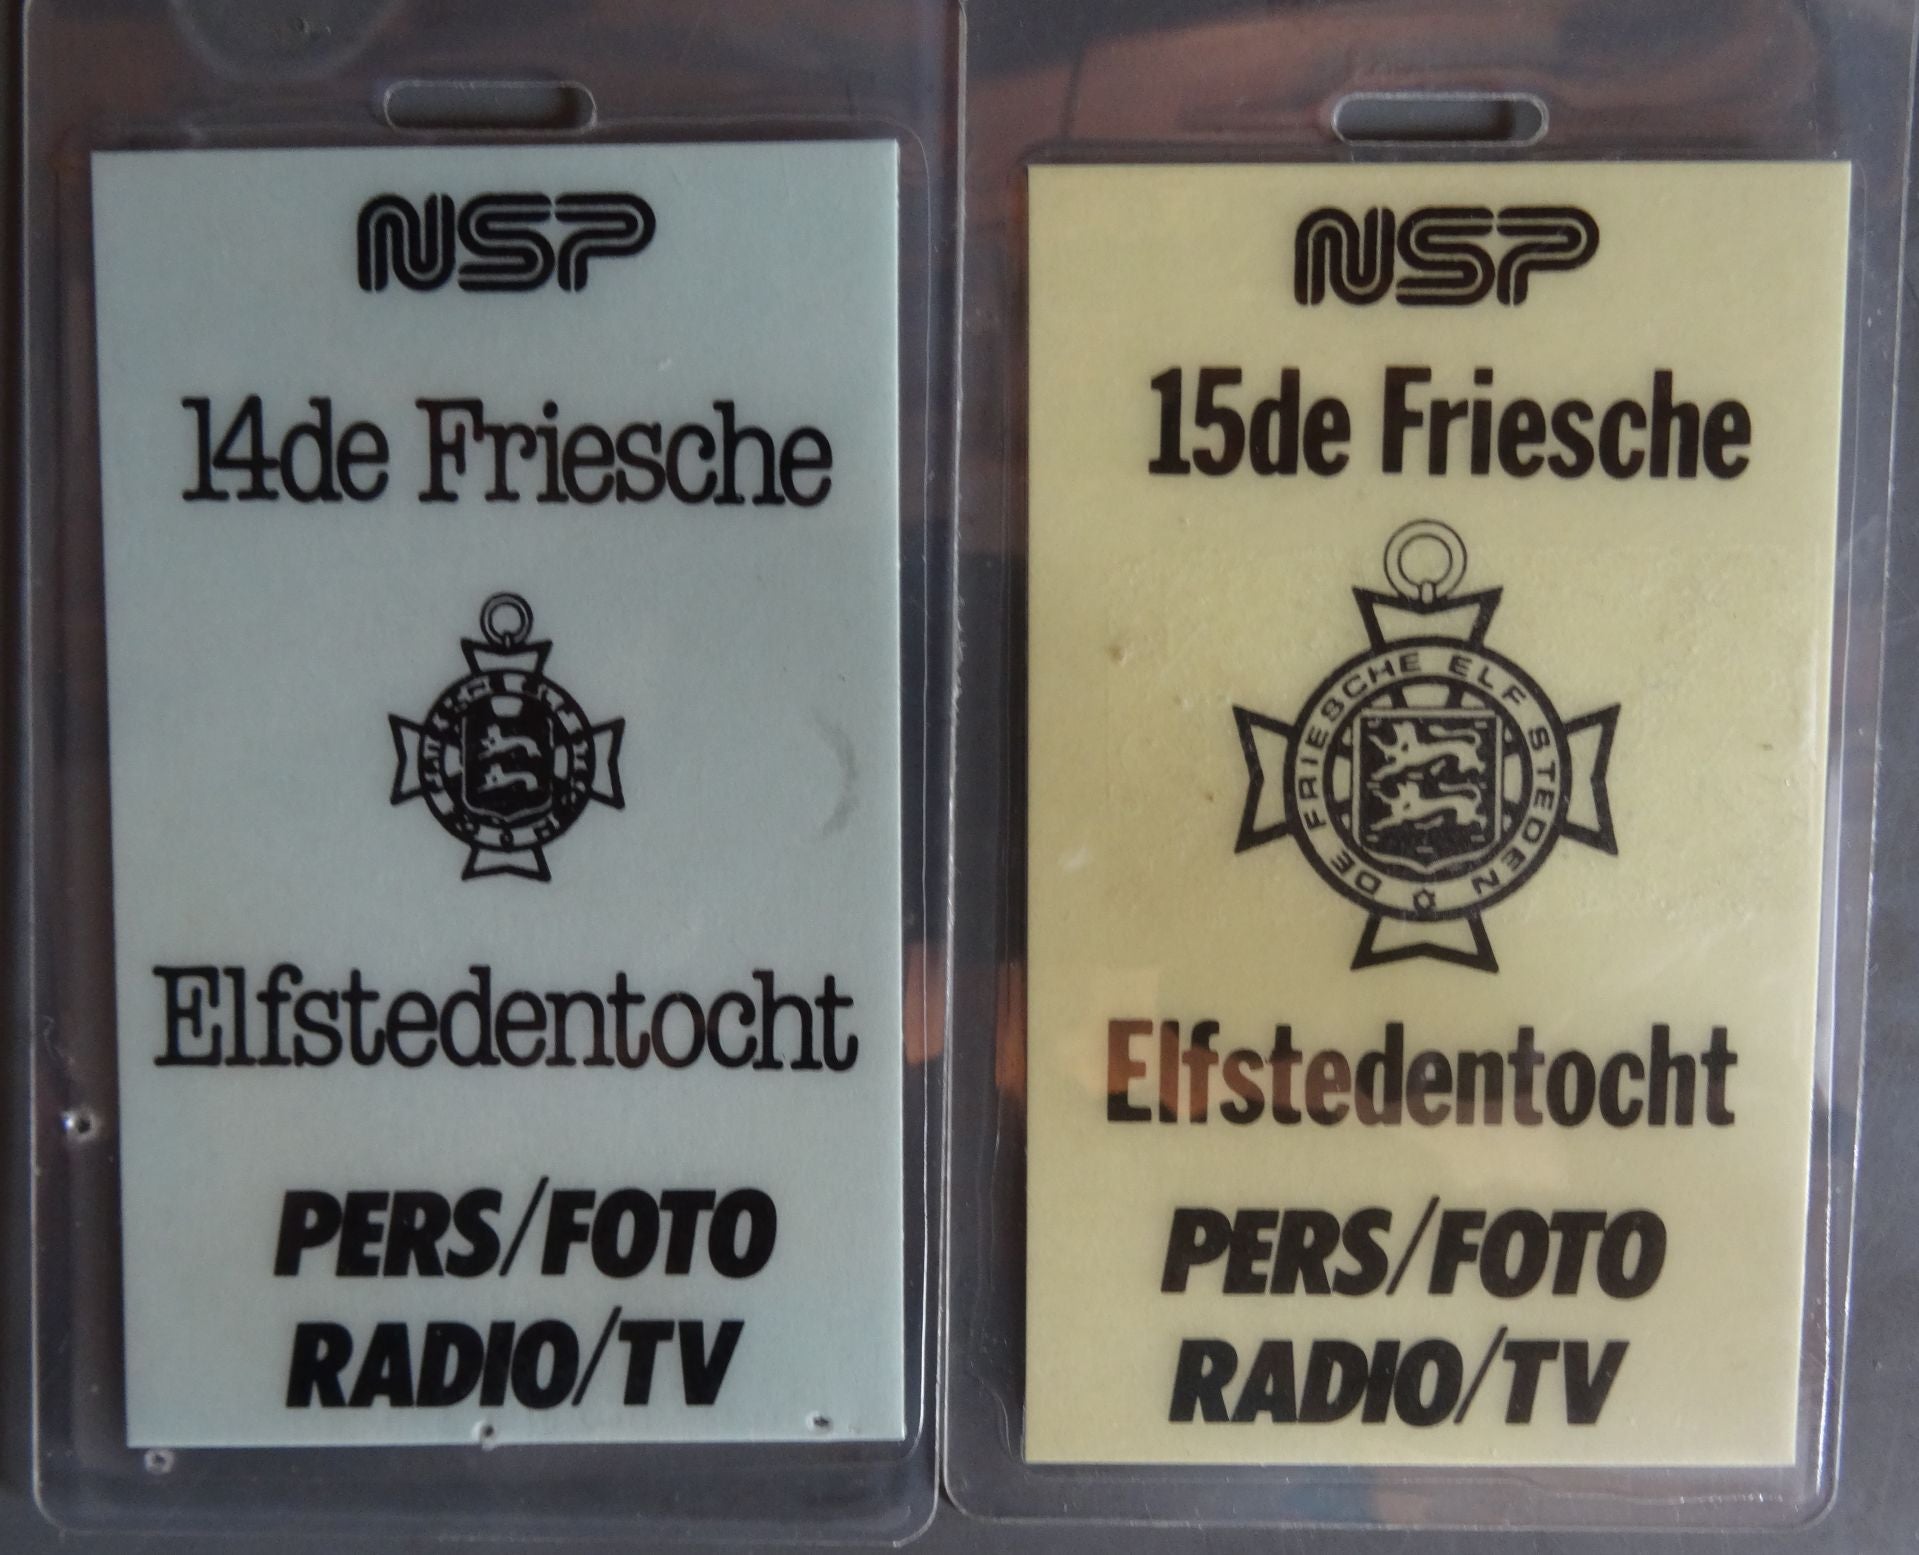 NSP
14de Friesche
Elfstedentocht
PERS/FOTO
RADIO/TV
NSP
15de Friesche
DE FRIESCHE ELF STEDEN
Elfstedentocht
PERS/FOTO
RADIO/TV